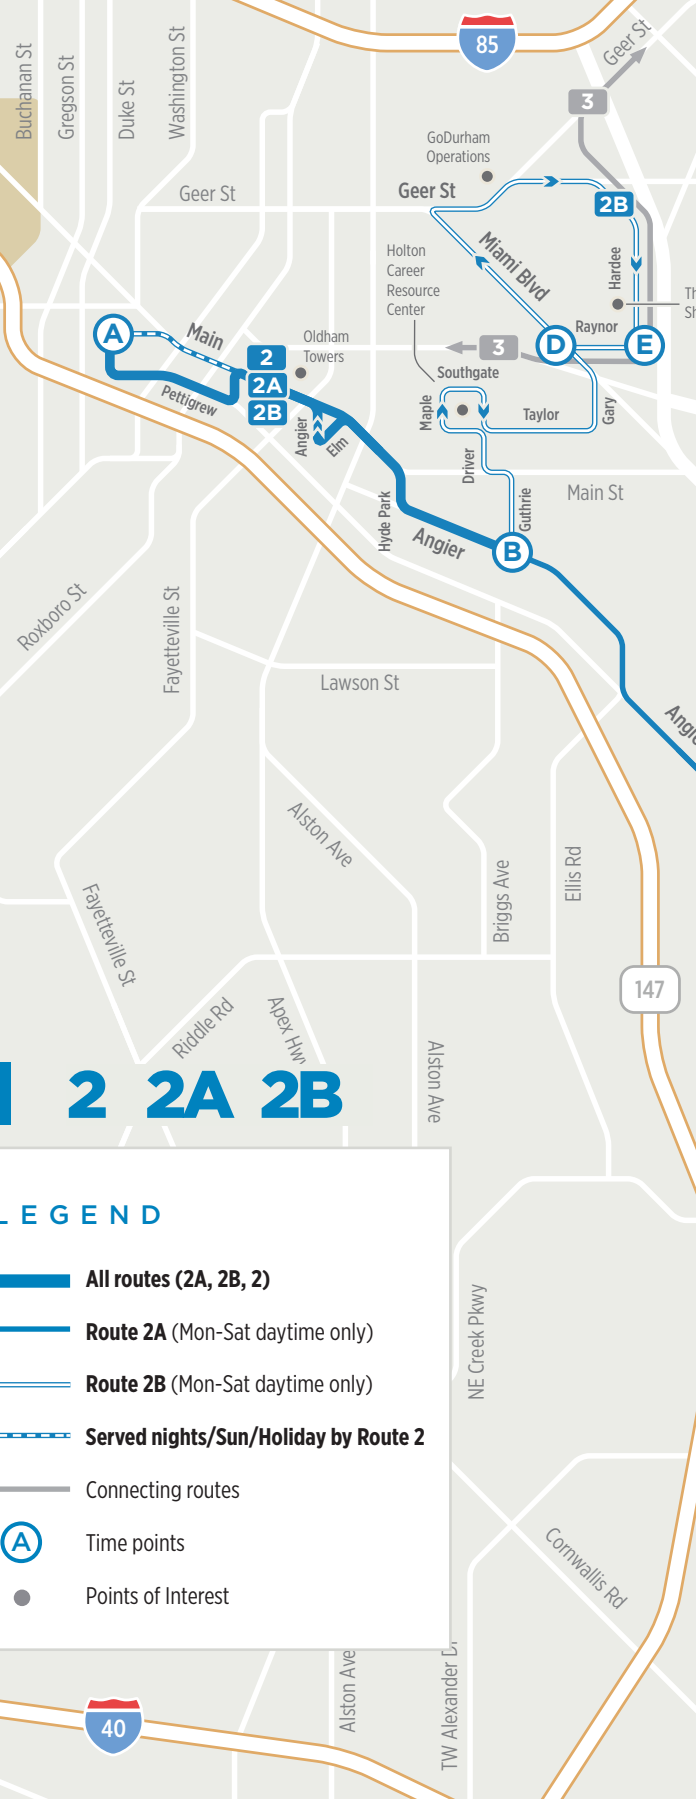 85
Geer St
3
Buchanan St
Gregson St
Duke St
Washington St
GoDurham
Operations
Geer St
Geer St
2B
Holton
Career
Resource
Center
Miami Blvd
Hardee
A
Main
Oldham
Towers
3
D
Raynor
E
2
2A
2B
Southgate
Pettigrew
Maple
Taylor
Gary
Angier
Elm
Driver
Main St
Hyde Park
Guthrie
Angier
B
Roxboro St
Fayetteville St
Lawson St
Alston Ave
Briggs Ave
Ellis Rd
Fayetteville St
147
Riddle Rd
Alston Ave
2 2A 2B
LEGEND
All routes (2A, 2B, 2)
Route 2A (Mon-Sat daytime only)
Route 2B (Mon-Sat daytime only)
Served nights/Sun/Holiday by Route 2
Connecting routes
A Time points
Points of Interest
NE Creek Pkwy
Cornwallis Rd
Alston Ave
TW Alexander
40